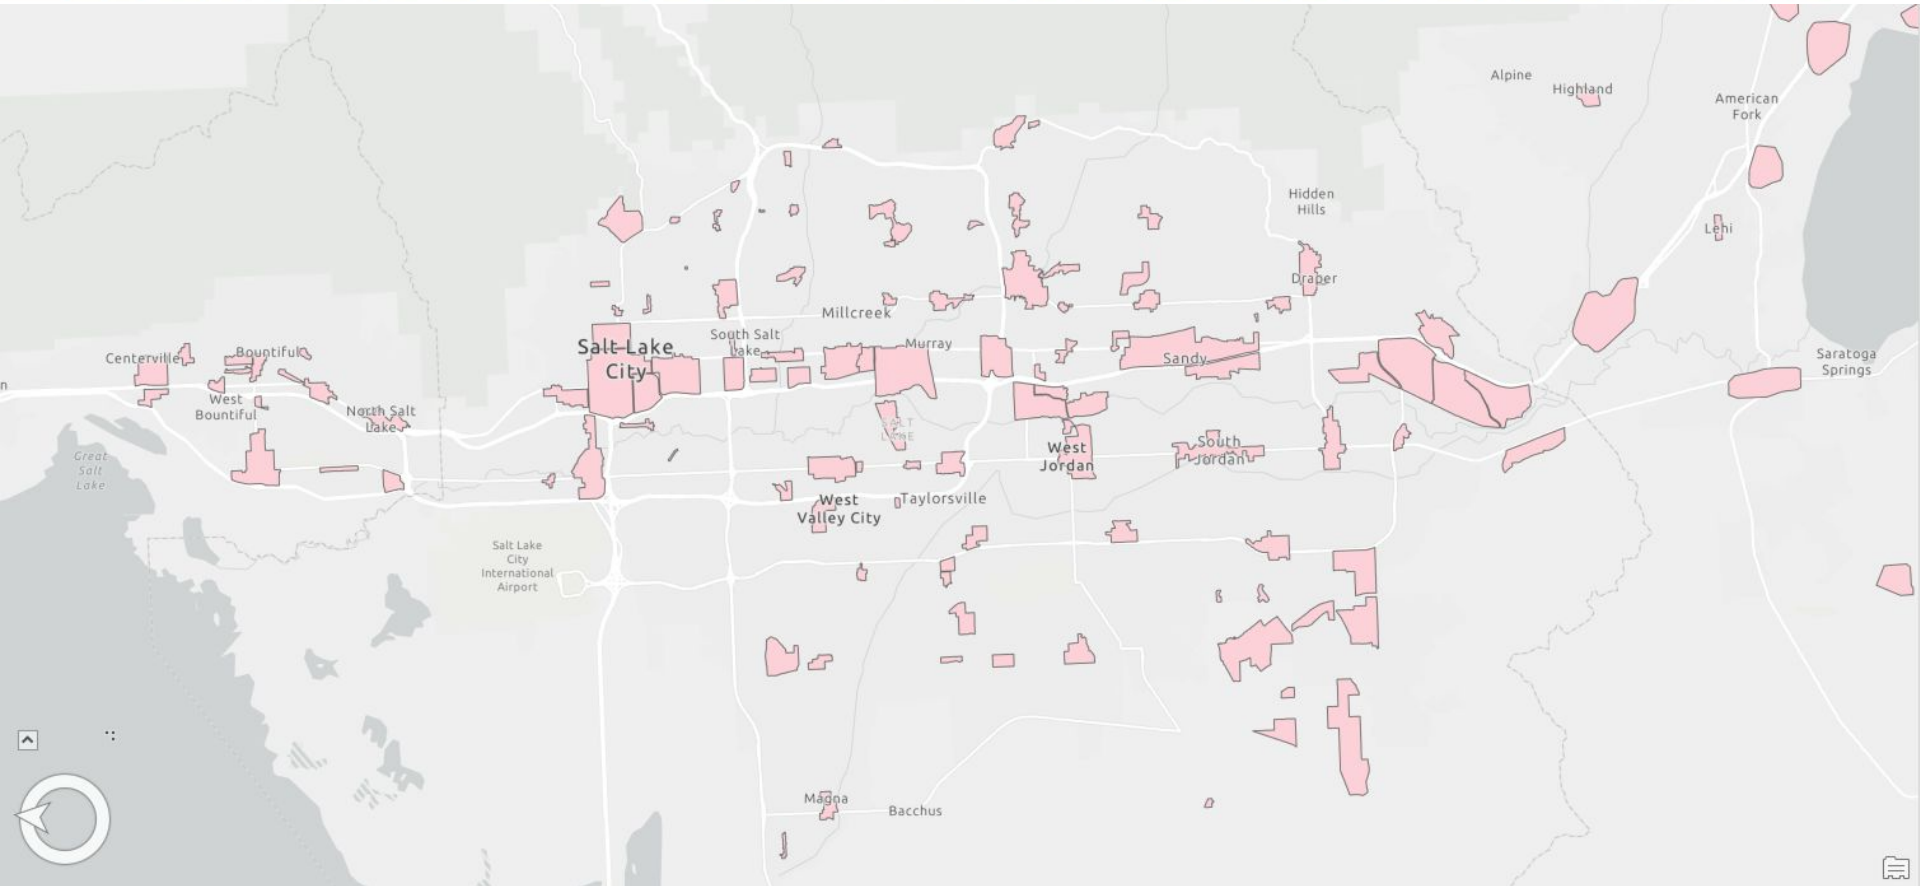 Alpine
Highland
American
Fork
Hidden
Hills
Lehi
Draper
Millcreek
South Salt
Lake
Murray
Salt Lake
City
Sandy
Saratoga
Springs
Centerville
Bountiful
n
West
Bountiful
North Salt
Lake
SALT
LAKE
West
Jordan
South
Jordan
Great
Salt
Lake
West
Valley City
Taylorsville
Salt Lake
City
International
Airport
Magna
Bacchus